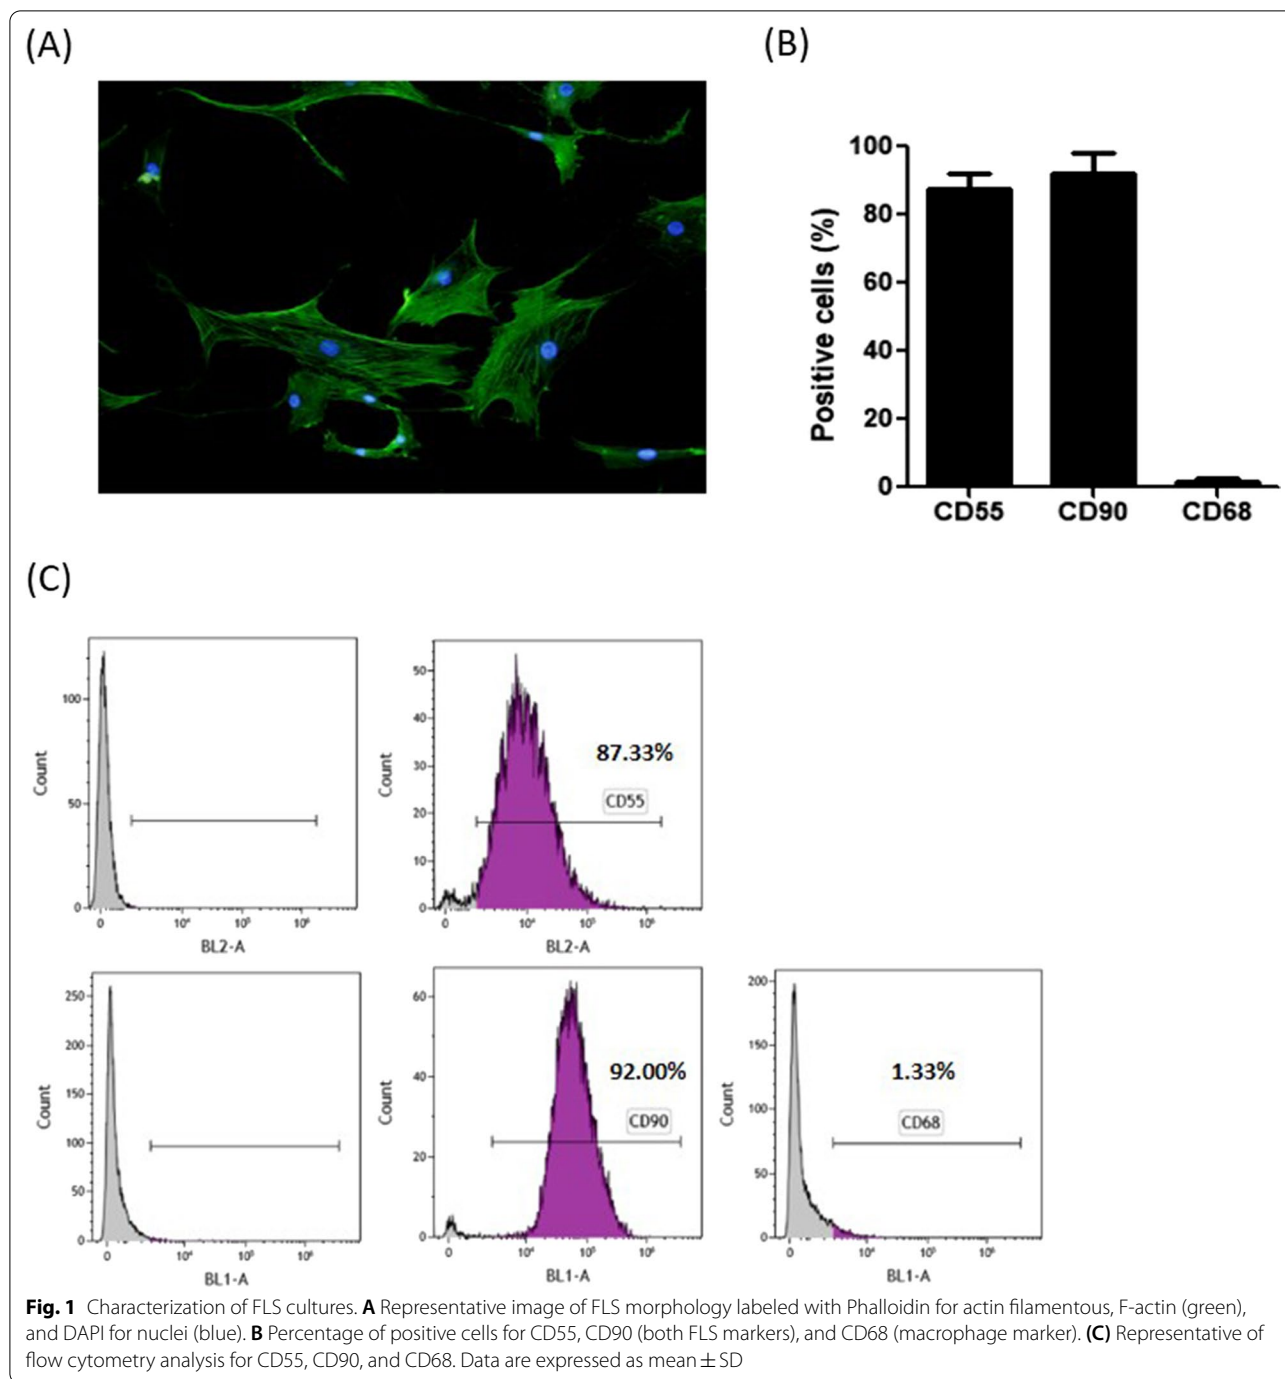 (A)
(B)
Positive cells (%)
100
80
60
40
20
0
CD55 CD90 CD68
(C)
Count
100
50
0
0 10⁴ 10⁵ 10⁶
BL2-A
Count
50
40
30
20
10
0
87.33%
CD55
0 10⁴ 10⁵ 10⁶
BL2-A
Count
250
200
150
100
50
0
0 10⁴ 10⁵ 10⁶
BL1-A
Count
60
40
20
0
92.00%
CD90
0 10⁴ 10⁵ 10⁶
BL1-A
Count
200
150
100
50
0
1.33%
CD68
0 10⁴ 10⁵ 10⁶
BL1-A
Fig. 1 Characterization of FLS cultures. A Representative image of FLS morphology labeled with Phalloidin for actin filamentous, F-actin (green),
and DAPI for nuclei (blue). B Percentage of positive cells for CD55, CD90 (both FLS markers), and CD68 (macrophage marker). (C) Representative of
flow cytometry analysis for CD55, CD90, and CD68. Data are expressed as mean ± SD